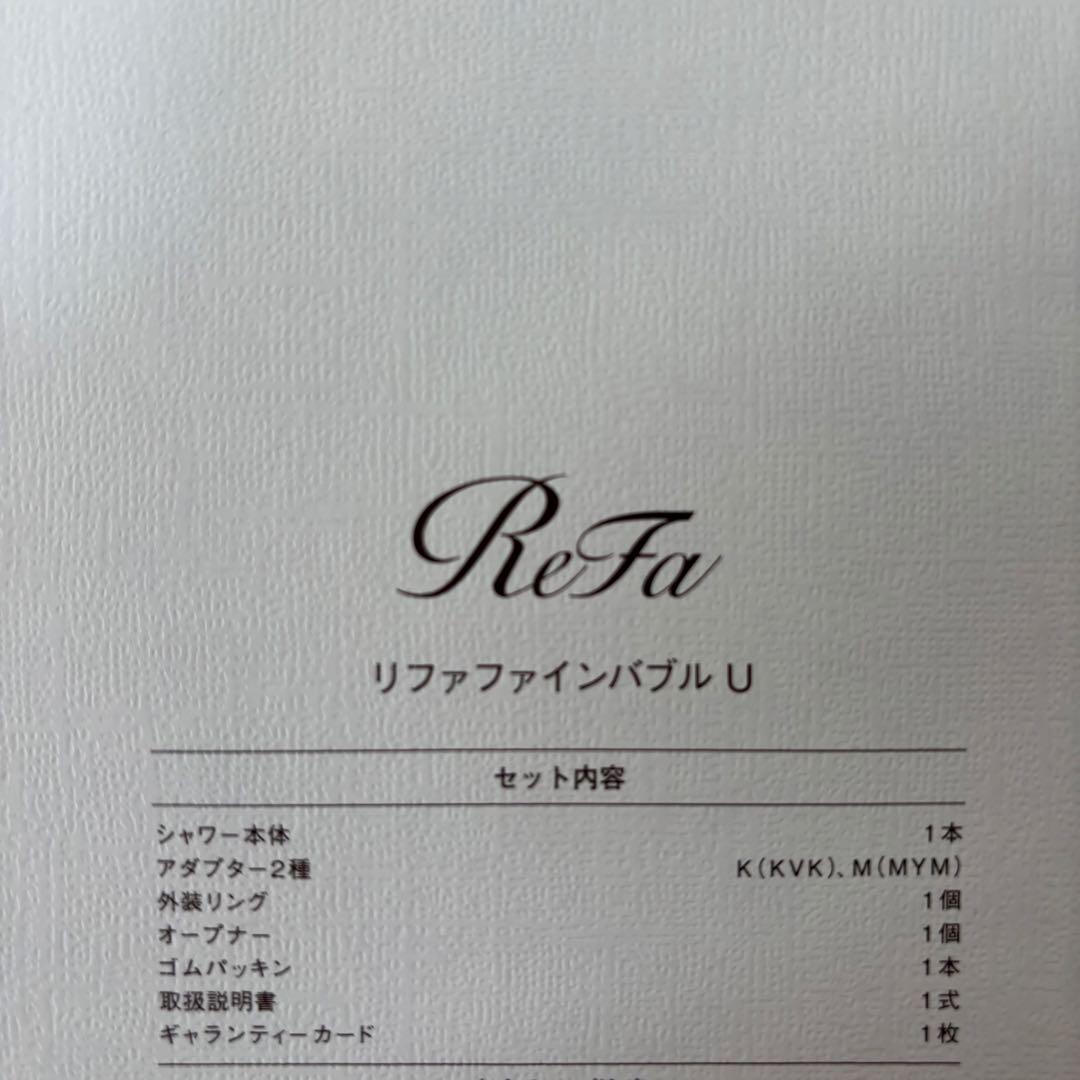 ReFa
リファファインバブル U
セット内容
シャワー本体 1本
アダプター2種 K(KVK)、M(MYM)
外装リング 1個
オープナー 1個
ゴムパッキン 1本
取扱説明書 1式
ギャランティーカード 1枚